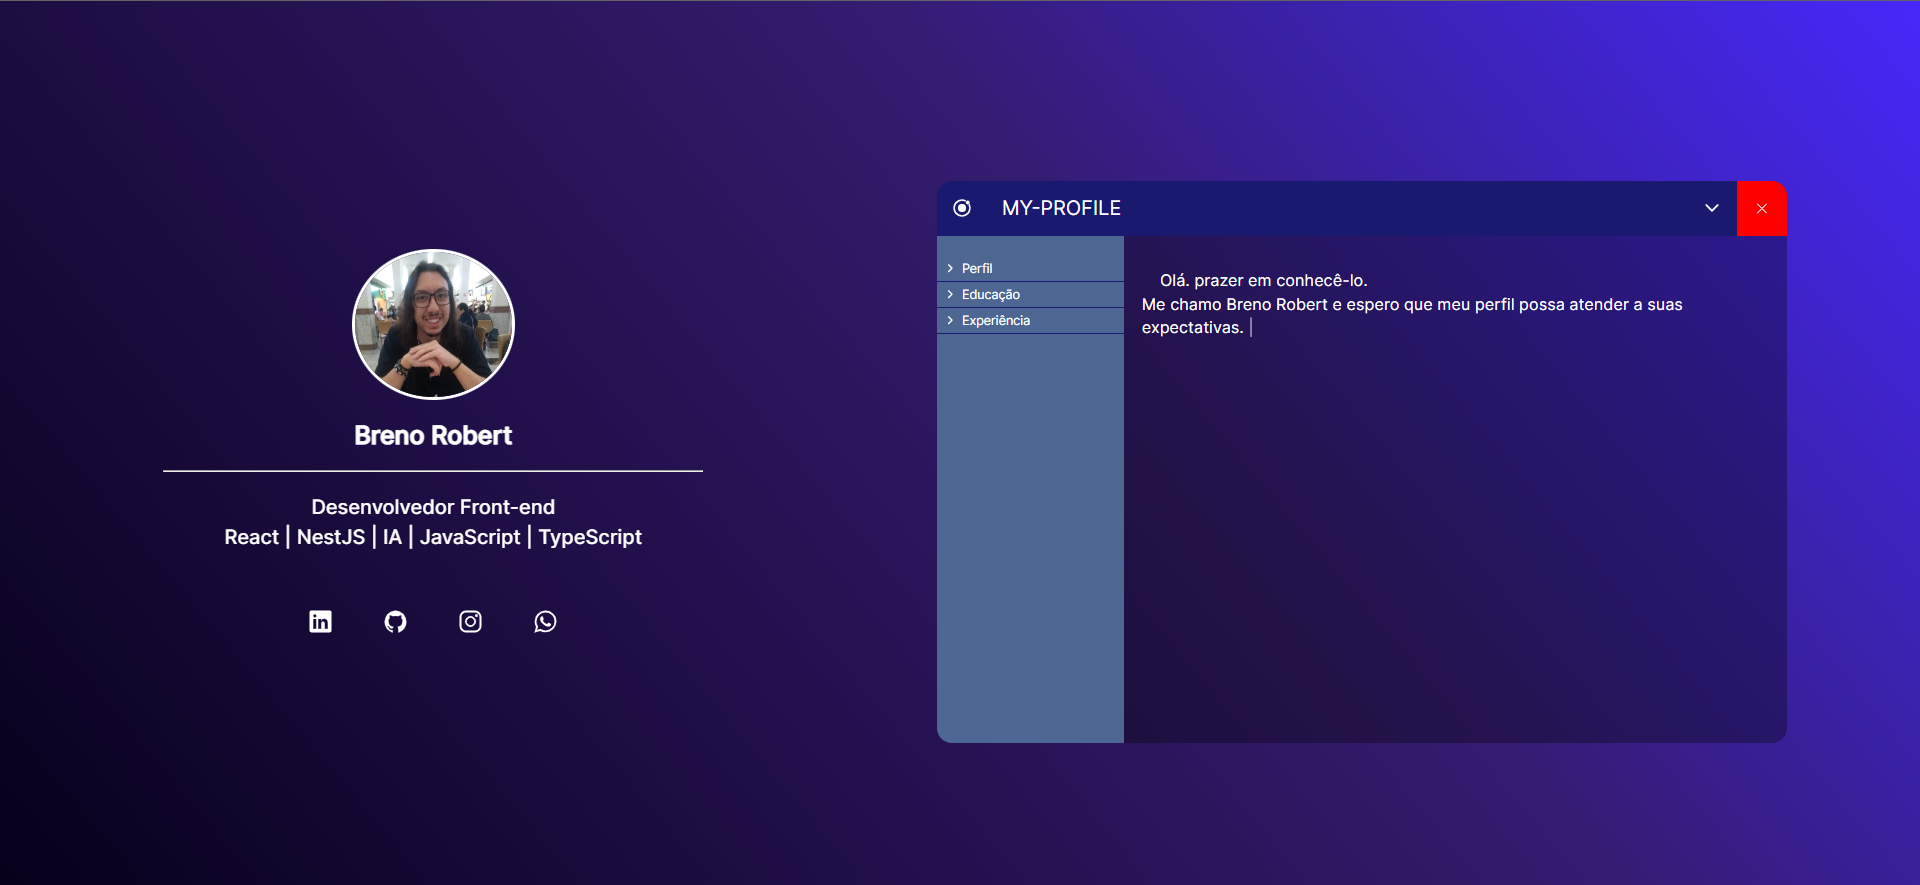 Breno Robert
Desenvolvedor Front-end
React | NestJS | IA | JavaScript | TypeScript
MY-PROFILE
Perfil
Educação
Experiência
Olá. prazer em conhecê-lo.
Me chamo Breno Robert e espero que meu perfil possa atender a suas
expectativas.